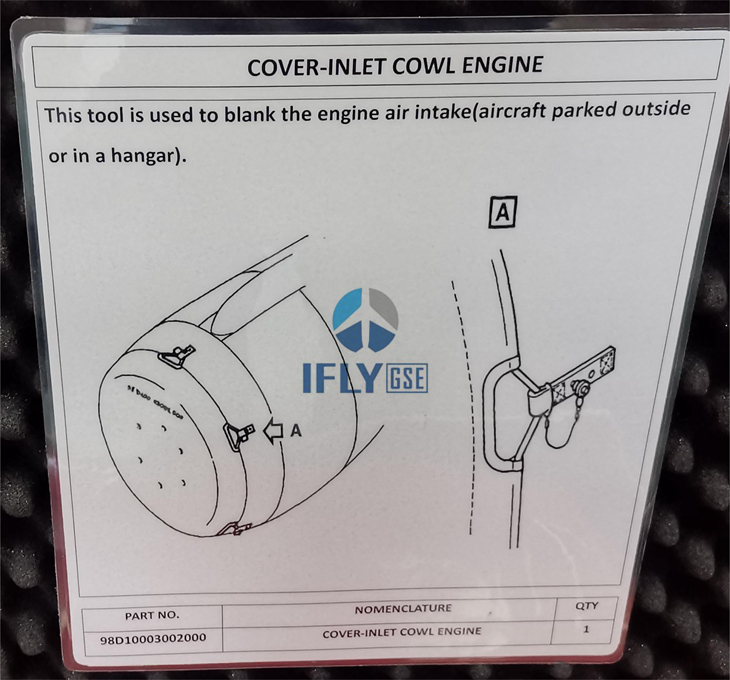 COVER-INLET COWL ENGINE
This tool is used to blank the engine air intake(aircraft parked outside
or in a hangar).
A
IFLY GSE
A
PART NO.
NOMENCLATURE
QTY
98D10003002000
COVER-INLET COWL ENGINE
1